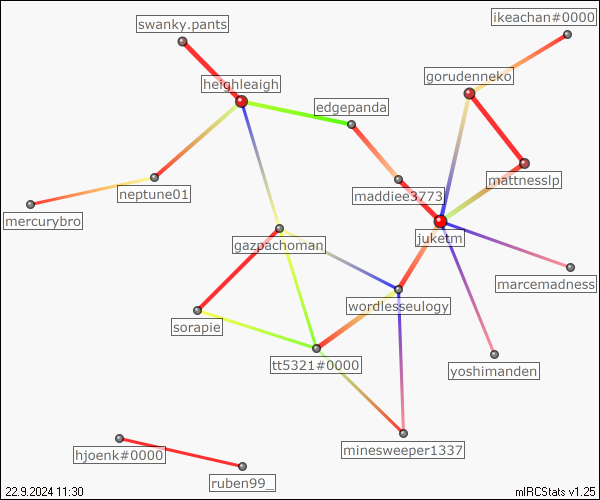 ikeachan#0000
swanky.pants
gorudenneko
heighleaigh
edgepanda
mattnesslp
neptune01
maddiee3773
mercurybro
juketm
gazpachoman
marcemadness
wordlesseulogy
sorapie
tt5321#0000
yoshimanden
minesweeper1337
hjoenk#0000
ruben99_
22.9.2024 11:30
mIRCStats v1.25